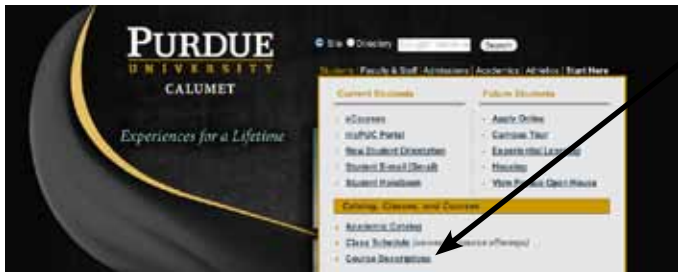 PURDUE
UNIVERSITY
CALUMET
Experiences for a Lifetime
Site Directory Search
Students Faculty & Staff Admissions Academics Athletics Start Here
Current Students
Future Students
eCourses
myPUC Portal
New Student Orientation
Student E-mail (Gmail)
Student Handbook
Apply Online
Campus Tour
Experiential Learning
Housing
Open House
Catalog, Classes, and Courses
Academic Catalog
Class Schedule offerings)
Course Descriptions